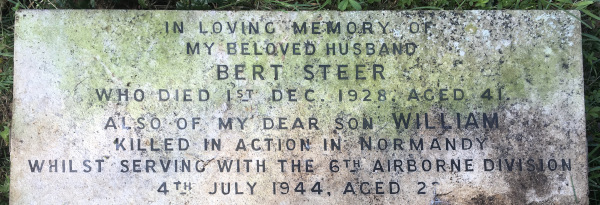 IN LOVING MEMORY OF
MY BELOVED HUSBAND
BERT STEER
WHO DIED 1ST DEC. 1928, AGED 41.
ALSO OF MY DEAR SON WILLIAM
KILLED IN ACTION IN NORMANDY
WHILST SERVING WITH THE 6TH AIRBORNE DIVISION
4TH JULY 1944, AGED